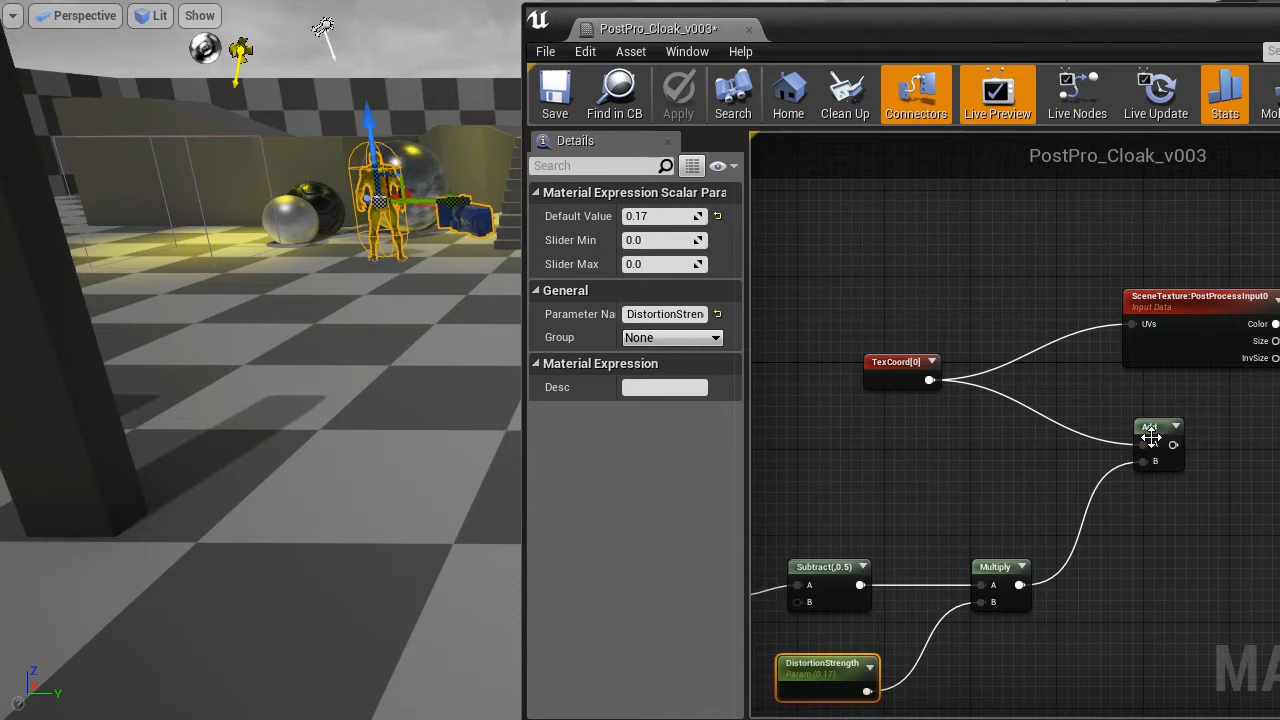 Perspective
Lit
Show
PostPro_Cloak_v003*
File
Edit
Asset
Window
Help
Se
Save
Find in CB
Apply
Search
Home
Clean Up
Connectors
Live Preview
Live Nodes
Live Update
Stats
Mo
Details
Search
Material Expression Scalar Para
Default Value
0.17
Slider Min
0.0
Slider Max
0.0
General
Parameter Na
DistortionStren
Group
None
Material Expression
Desc
PostPro_Cloak_v003
SceneTexture:PostProcessInput0
Input Data
UVs
Color
Size
InvSize
TexCoord[0]
Add
B
Subtract(,0.5)
A
B
Multiply
A
B
DistortionStrength
Param (0.17)
MA
Z
X
Y